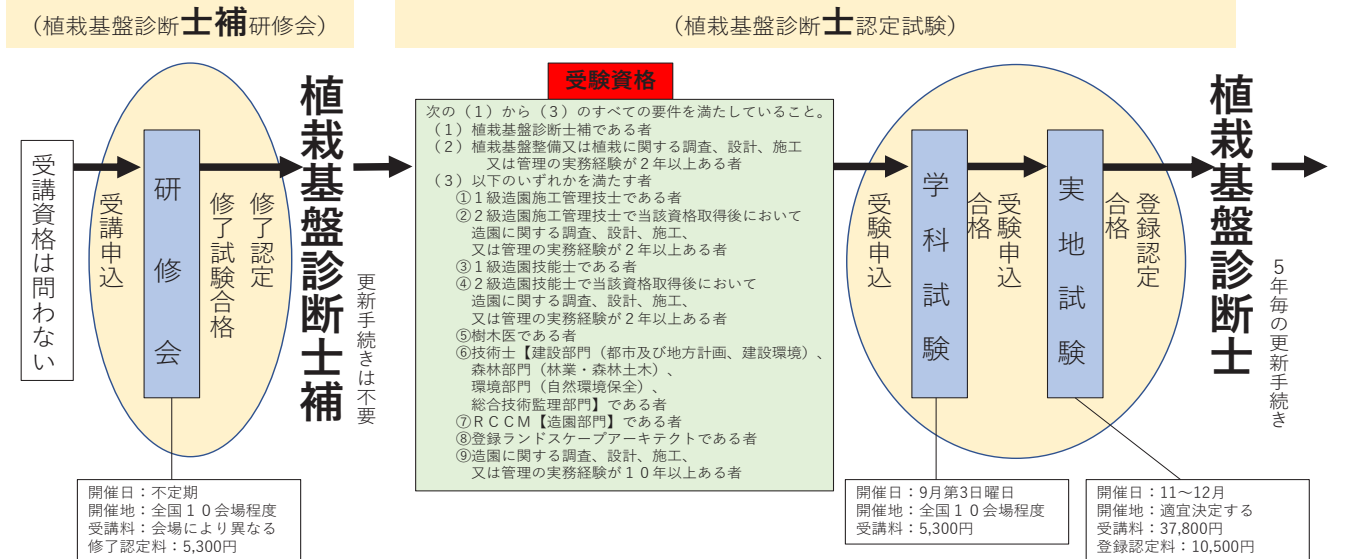 （植栽基盤診断士補研修会）
（植栽基盤診断士認定試験）
受講資格は問わない
受講申込
研修会
修了試験合格
修了認定
植栽基盤診断士補
更新手続きは不要
開催日：不定期
開催地：全国１０会場程度
受講料：会場により異なる
修了認定料：5,300円
受験資格
次の（１）から（３）のすべての要件を満たしていること。
（１）植栽基盤診断士補である者
（２）植栽基盤整備又は植栽に関する調査、設計、施工
又は管理の実務経験が２年以上ある者
（３）以下のいずれかを満たす者
①１級造園施工管理技士である者
②２級造園施工管理技士で当該資格取得後において
造園に関する調査、設計、施工、
又は管理の実務経験が２年以上ある者
③１級造園技能士である者
④２級造園技能士で当該資格取得後において
造園に関する調査、設計、施工、
又は管理の実務経験が２年以上ある者
⑤樹木医である者
⑥技術士【建設部門（都市及び地方計画、建設環境）、
森林部門（林業・森林土木）、
環境部門（自然環境保全）、
総合技術監理部門】である者
⑦ＲＣＣＭ【造園部門】である者
⑧登録ランドスケープアーキテクトである者
⑨造園に関する調査、設計、施工、
又は管理の実務経験が１０年以上ある者
受験申込
学科試験
合格
受験申込
実地試験
合格
登録認定
植栽基盤診断士
５年毎の更新手続き
開催日：9月第3日曜日
開催地：全国１０会場程度
受講料：5,300円
開催日：11～12月
開催地：適宜決定する
受講料：37,800円
登録認定料：10,500円